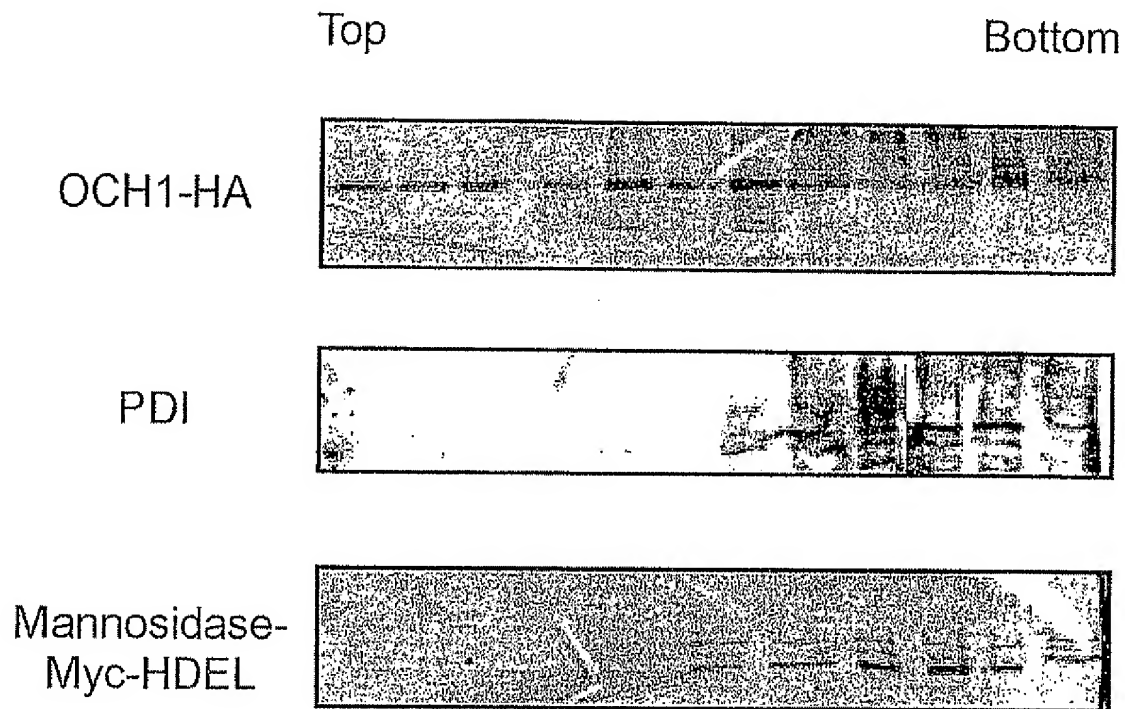 Top
Bottom
OCH1-HA
PDI
Mannosidase-
Myc-HDEL